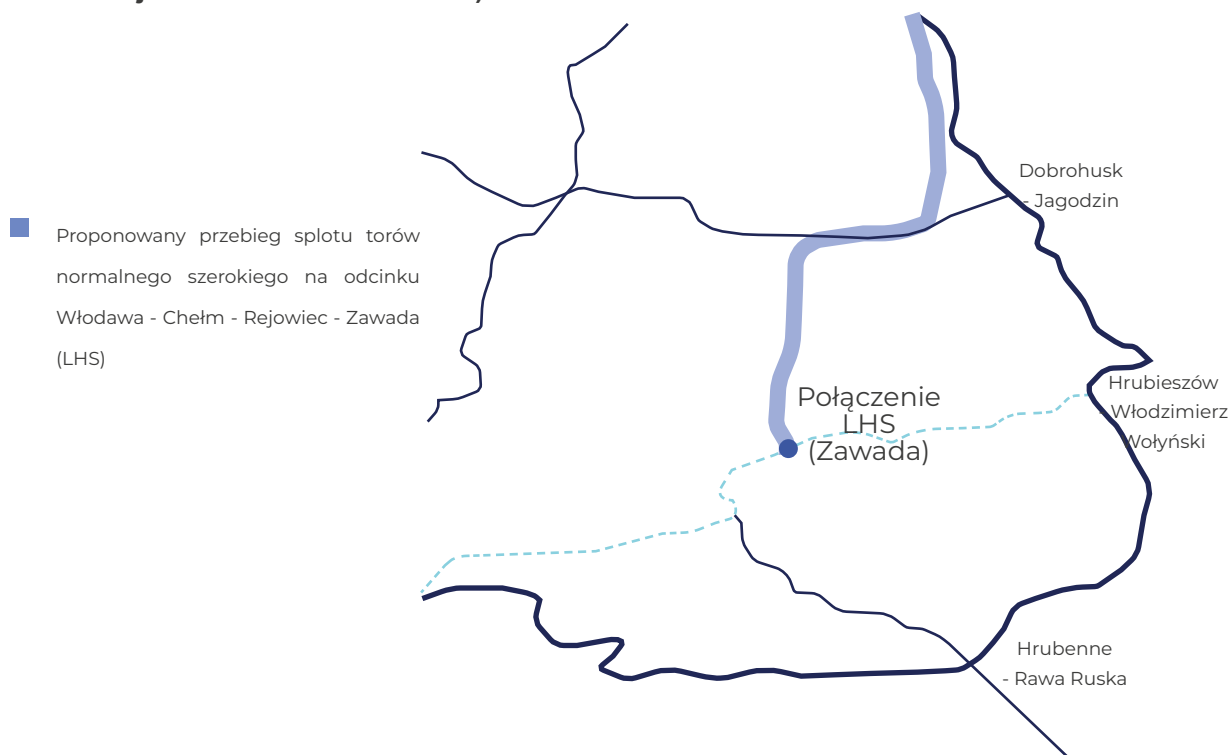 Proponowany przebieg splotu torów
normalnego szerokiego na odcinku
Włodawa - Chełm - Rejowiec - Zawada
(LHS)
Dobrohusk
- Jagodzin
Hrubieszów
- Włodzimierz
Wołyński
Połączenie
LHS
(Zawada)
Hrubenne
- Rawa Ruska